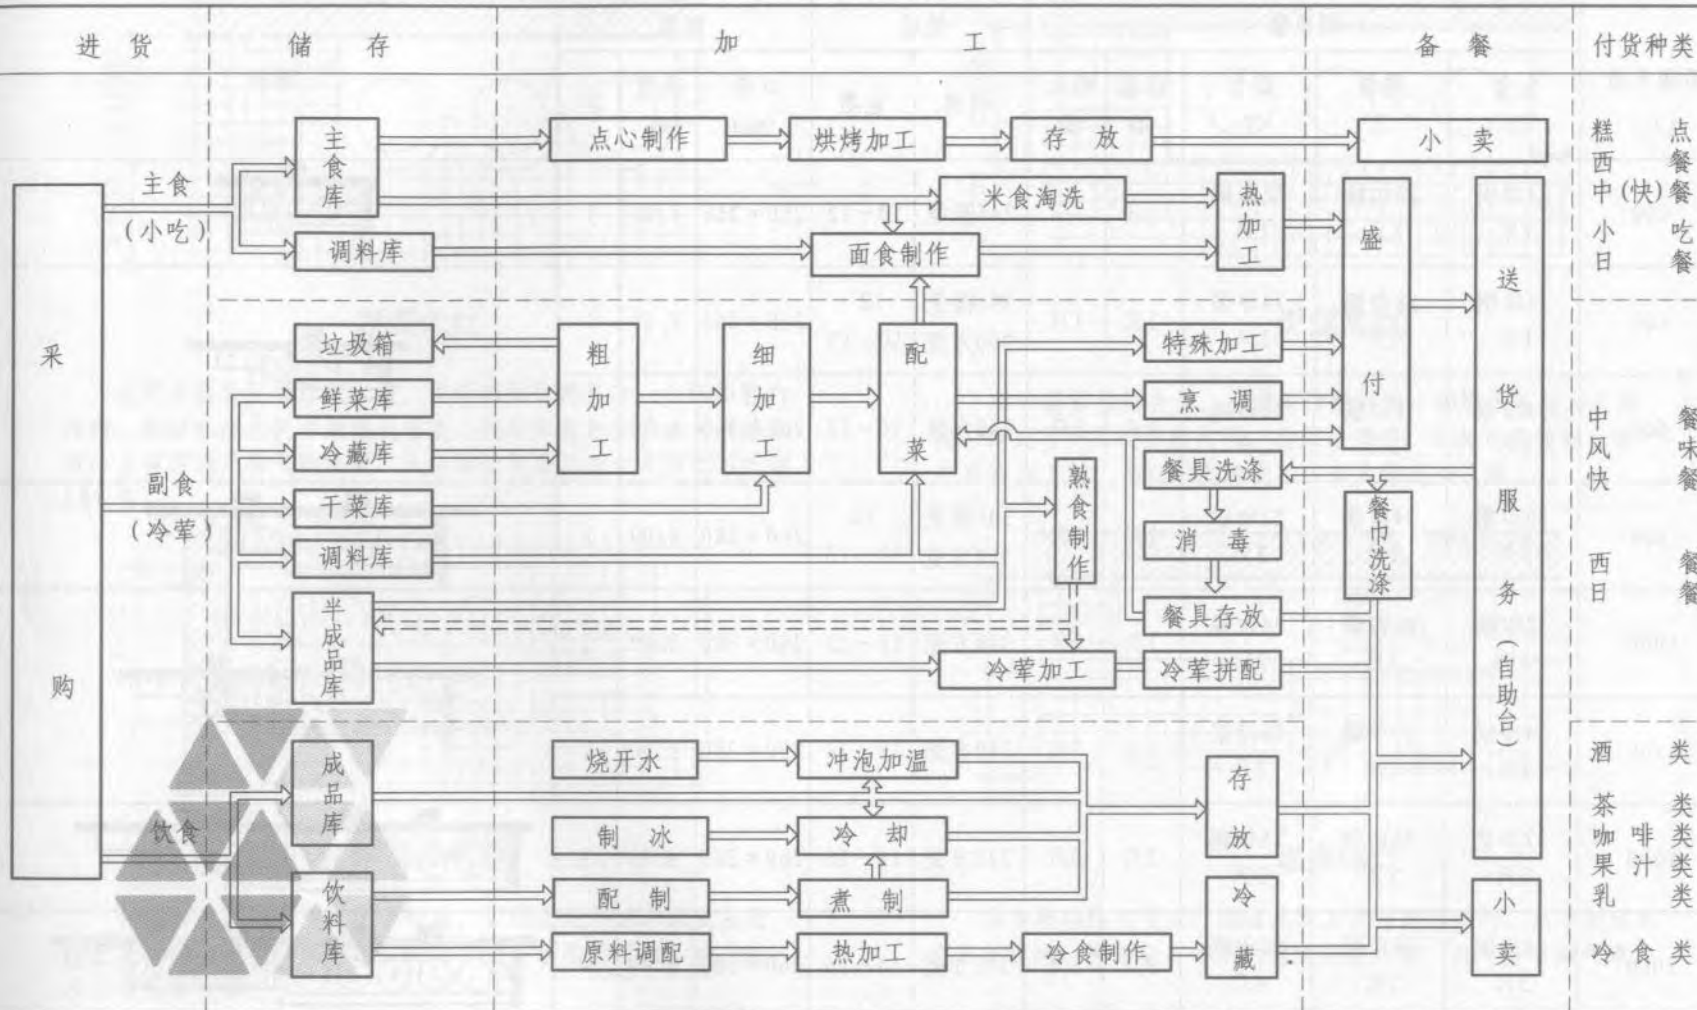 进货 储存 加工 备餐 付货种类
主食库 点心制作 烘烤加工 存放 小卖
糕点
西餐
中(快)餐
小吃
日餐
主食
(小吃)
米食淘洗 热加工
调料库 面食制作
盛付
送货服务(自助台)
采购
垃圾箱 粗加工 细加工 配菜 特殊加工
鲜菜库 烹调
冷藏库 餐具洗涤
中餐
风味
快餐
副食
(冷荤)
干菜库 熟食制作 消毒 餐巾洗涤
调料库
西餐
日餐
半成品库 餐具存放
冷荤加工 冷荤拼配
成品库 烧开水 冲泡加温 存放
酒类
饮食
制冰 冷却
茶类
咖啡类
果汁类
乳类
饮料库 配制 煮制 冷藏 小卖
原料调配 热加工 冷食制作
冷食类